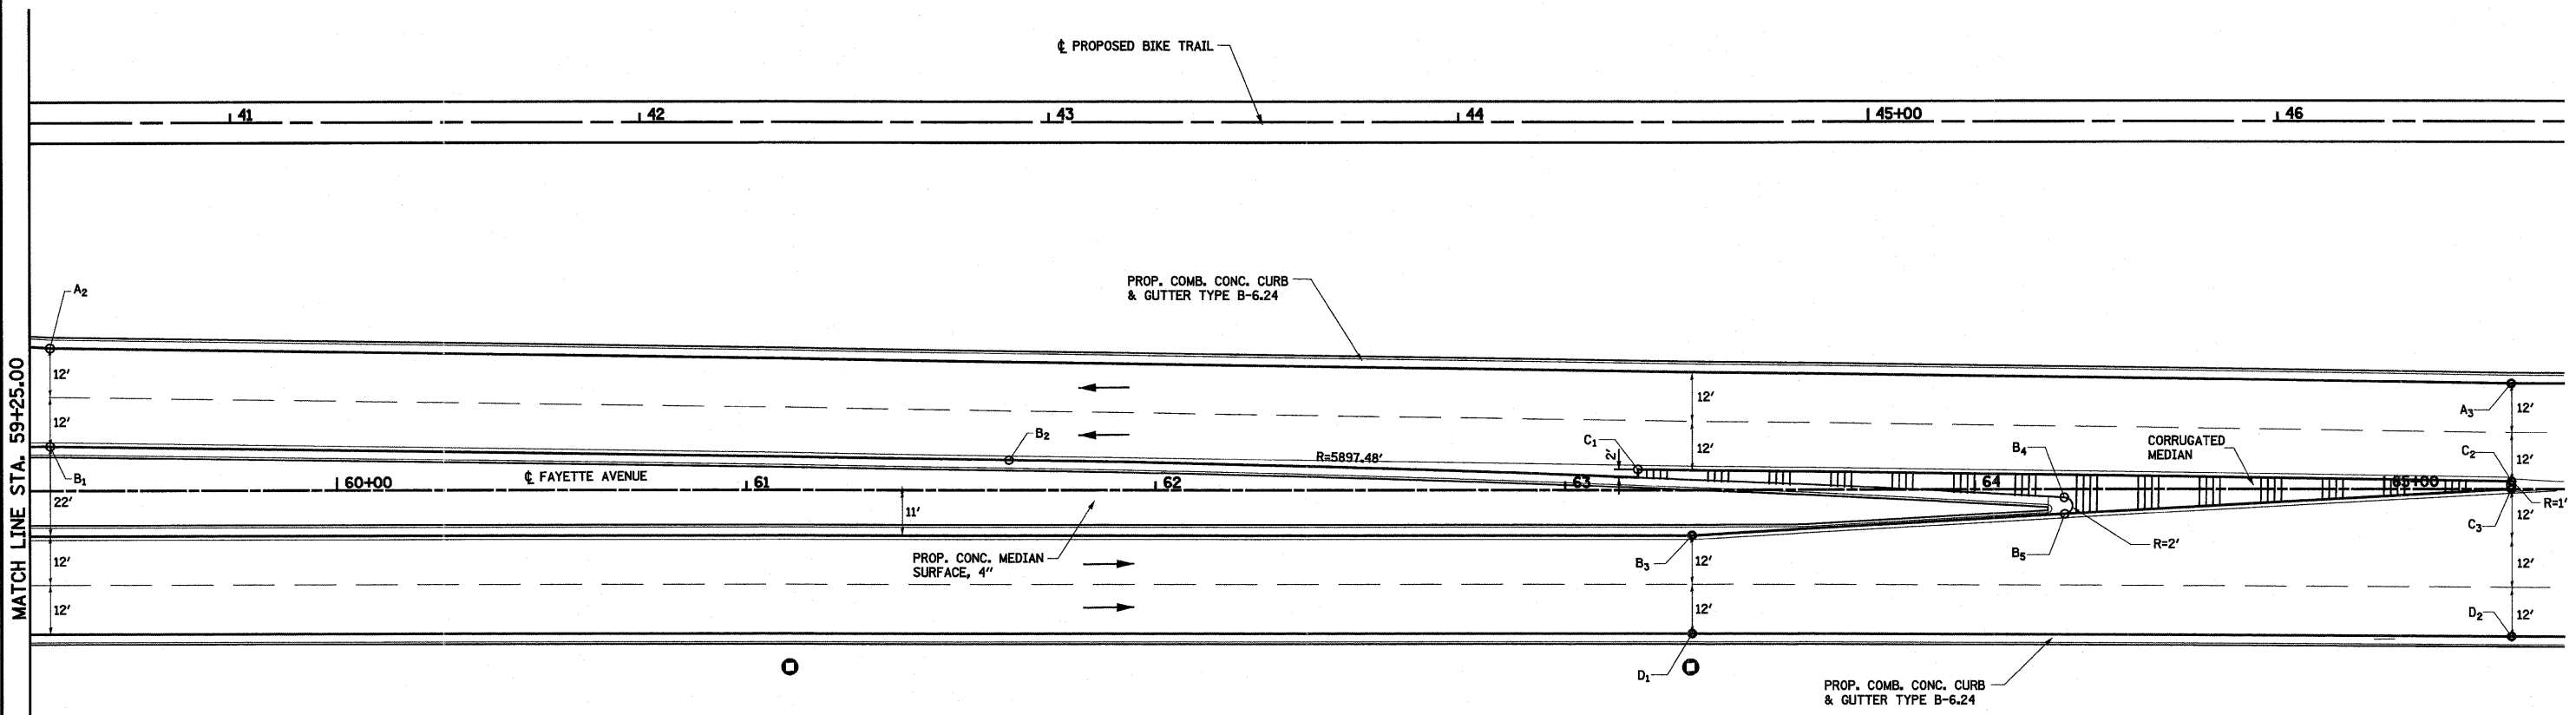 ℄ PROPOSED BIKE TRAIL
41
42
43
44
45+00
46
PROP. COMB. CONC. CURB
& GUTTER TYPE B-6.24
A2
12'
12'
B1
22'
12'
12'
MATCH LINE STA. 59+25.00
60+00
℄ FAYETTE AVENUE
61
11'
PROP. CONC. MEDIAN
SURFACE, 4"
B2
62
R=5897.48'
63
C1
2'
12'
12'
B3
12'
12'
D1
64
B4
B5
R=2'
CORRUGATED
MEDIAN
65+00
A3
12'
C2
12'
R=1'
C3
12'
12'
D2
12'
PROP. COMB. CONC. CURB
& GUTTER TYPE B-6.24